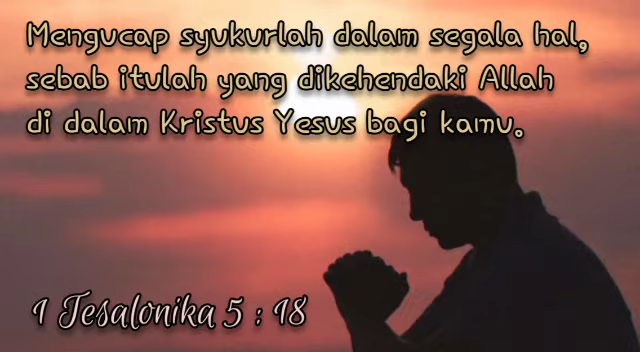 Mengucap syukurlah dalam segala hal,
sebab itulah yang dikehendaki Allah
di dalam Kristus Yesus bagi kamu.
1 Tesalonika 5 : 18